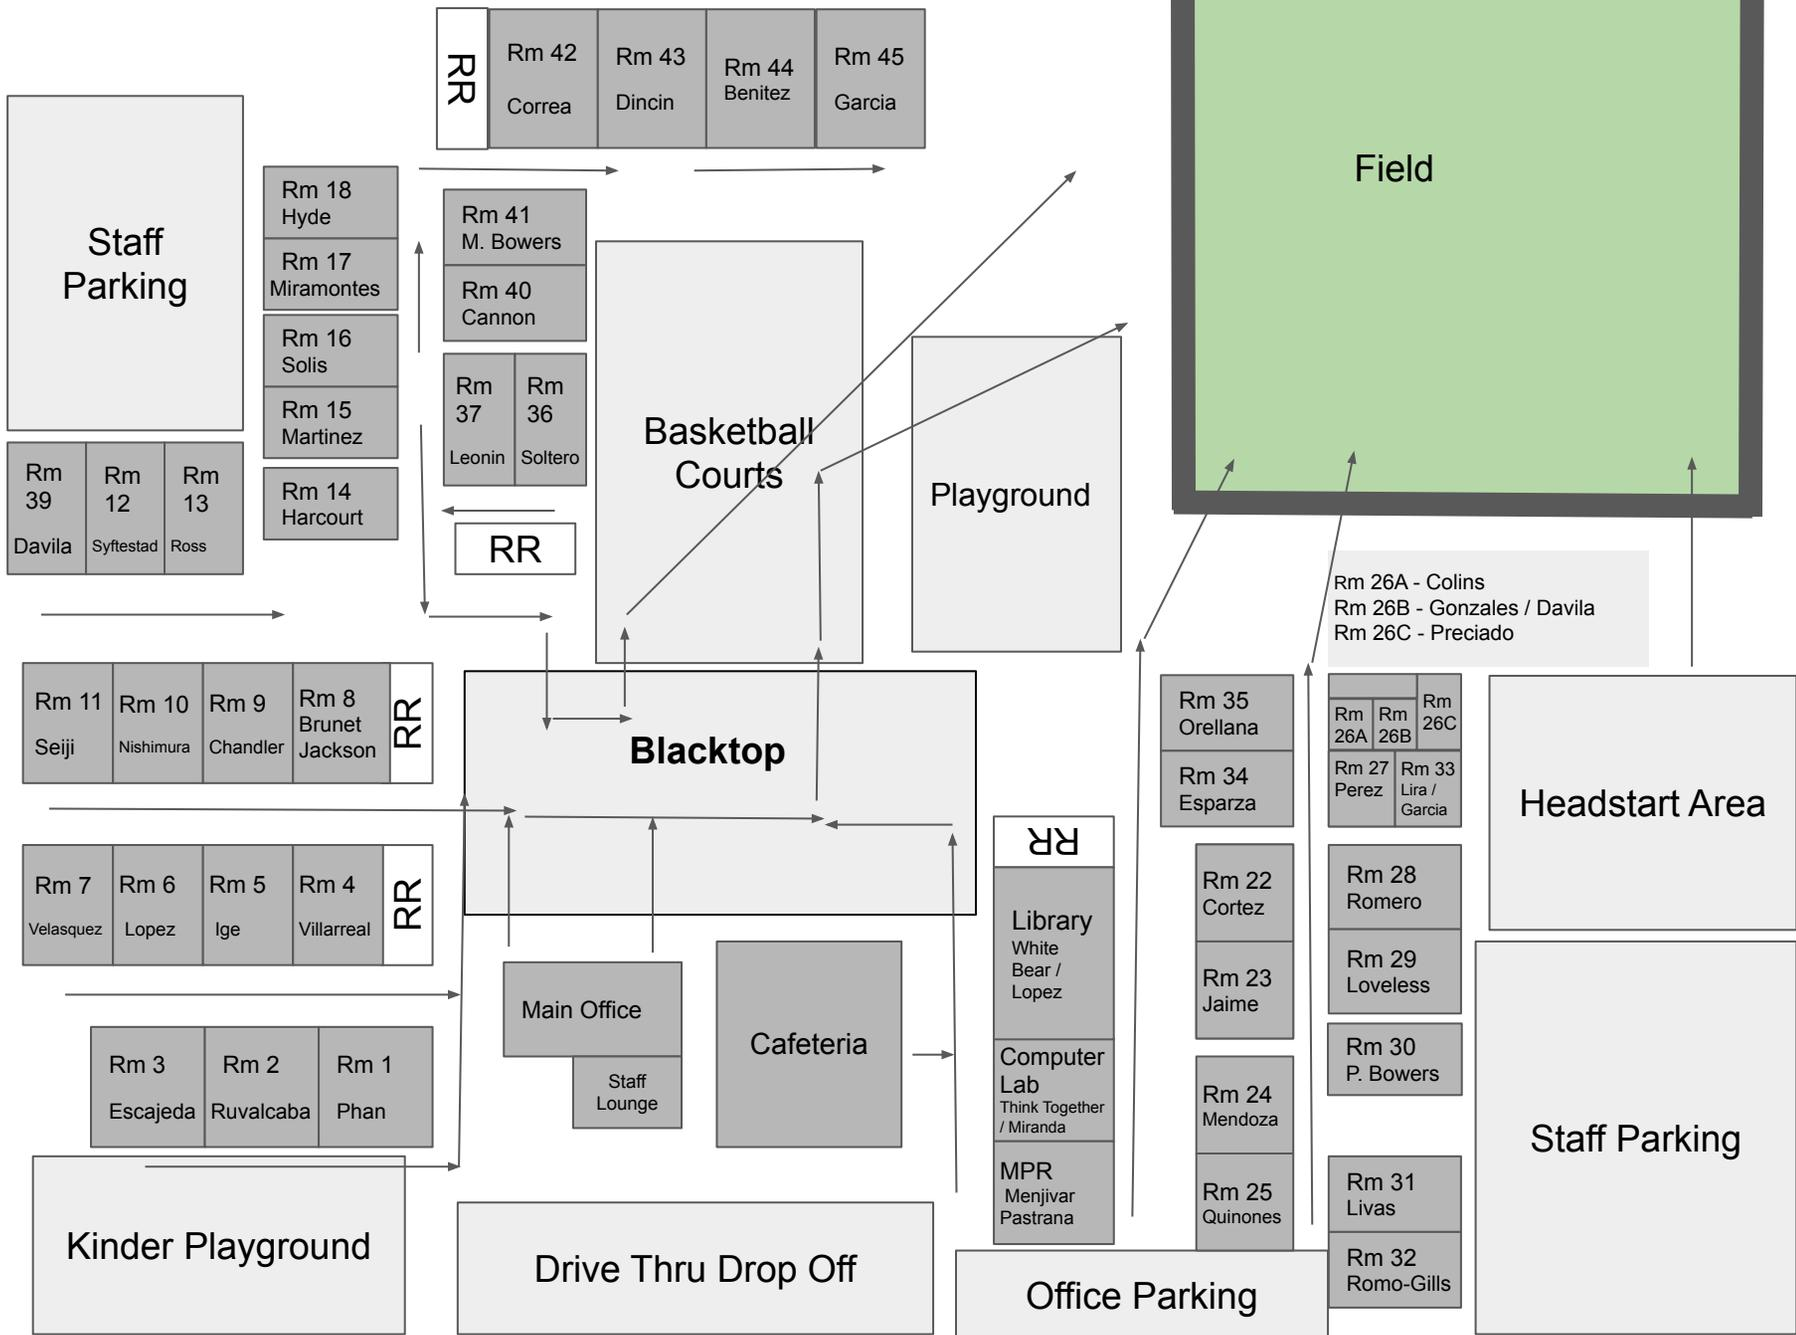 RR
Rm 42
Correa
Rm 43
Dincin
Rm 44
Benitez
Rm 45
Garcia
Field
Staff
Parking
Rm 18
Hyde
Rm 17
Miramontes
Rm 16
Solis
Rm 15
Martinez
Rm 14
Harcourt
Rm 41
M. Bowers
Rm 40
Cannon
Rm
37
Leonin
Rm
36
Soltero
RR
Basketball
Courts
Playground
Rm
39
Davila
Rm
12
Syftestad
Rm
13
Ross
Rm 26A - Colins
Rm 26B - Gonzales / Davila
Rm 26C - Preciado
Rm 11
Seiji
Rm 10
Nishimura
Rm 9
Chandler
Rm 8
Brunet
Jackson
RR
Blacktop
Rm 35
Orellana
Rm 34
Esparza
Rm
26A
Rm
26B
Rm
26C
Rm 27
Perez
Rm 33
Lira /
Garcia
Headstart Area
Rm 7
Velasquez
Rm 6
Lopez
Rm 5
Ige
Rm 4
Villarreal
RR
RR
Library
White
Bear /
Lopez
Computer
Lab
Think Together
/ Miranda
MPR
Menjivar
Pastrana
Rm 22
Cortez
Rm 23
Jaime
Rm 24
Mendoza
Rm 25
Quinones
Rm 28
Romero
Rm 29
Loveless
Rm 30
P. Bowers
Rm 31
Livas
Rm 32
Romo-Gills
Staff Parking
Main Office
Staff
Lounge
Cafeteria
Rm 3
Escajeda
Rm 2
Ruvalcaba
Rm 1
Phan
Kinder Playground
Drive Thru Drop Off
Office Parking